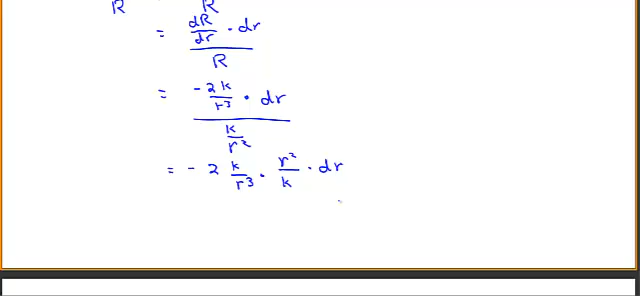 R R
= dR/dr · dr / R
= -2k/r³ · dr / k/r²
= - 2 k/r³ · r²/k · dr